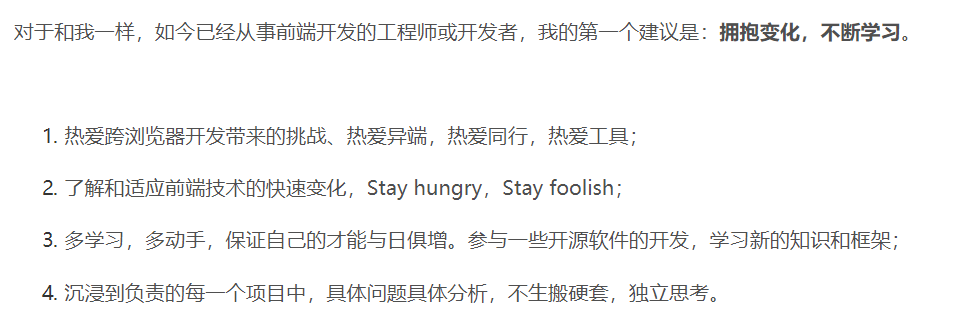 对于和我一样，如今已经从事前端开发的工程师或开发者，我的第一个建议是：拥抱变化，不断学习。
1. 热爱跨浏览器开发带来的挑战、热爱异端，热爱同行，热爱工具；
2. 了解和适应前端技术的快速变化，Stay hungry，Stay foolish；
3. 多学习，多动手，保证自己的才能与日俱增。参与一些开源软件的开发，学习新的知识和框架；
4. 沉浸到负责的每一个项目中，具体问题具体分析，不生搬硬套，独立思考。